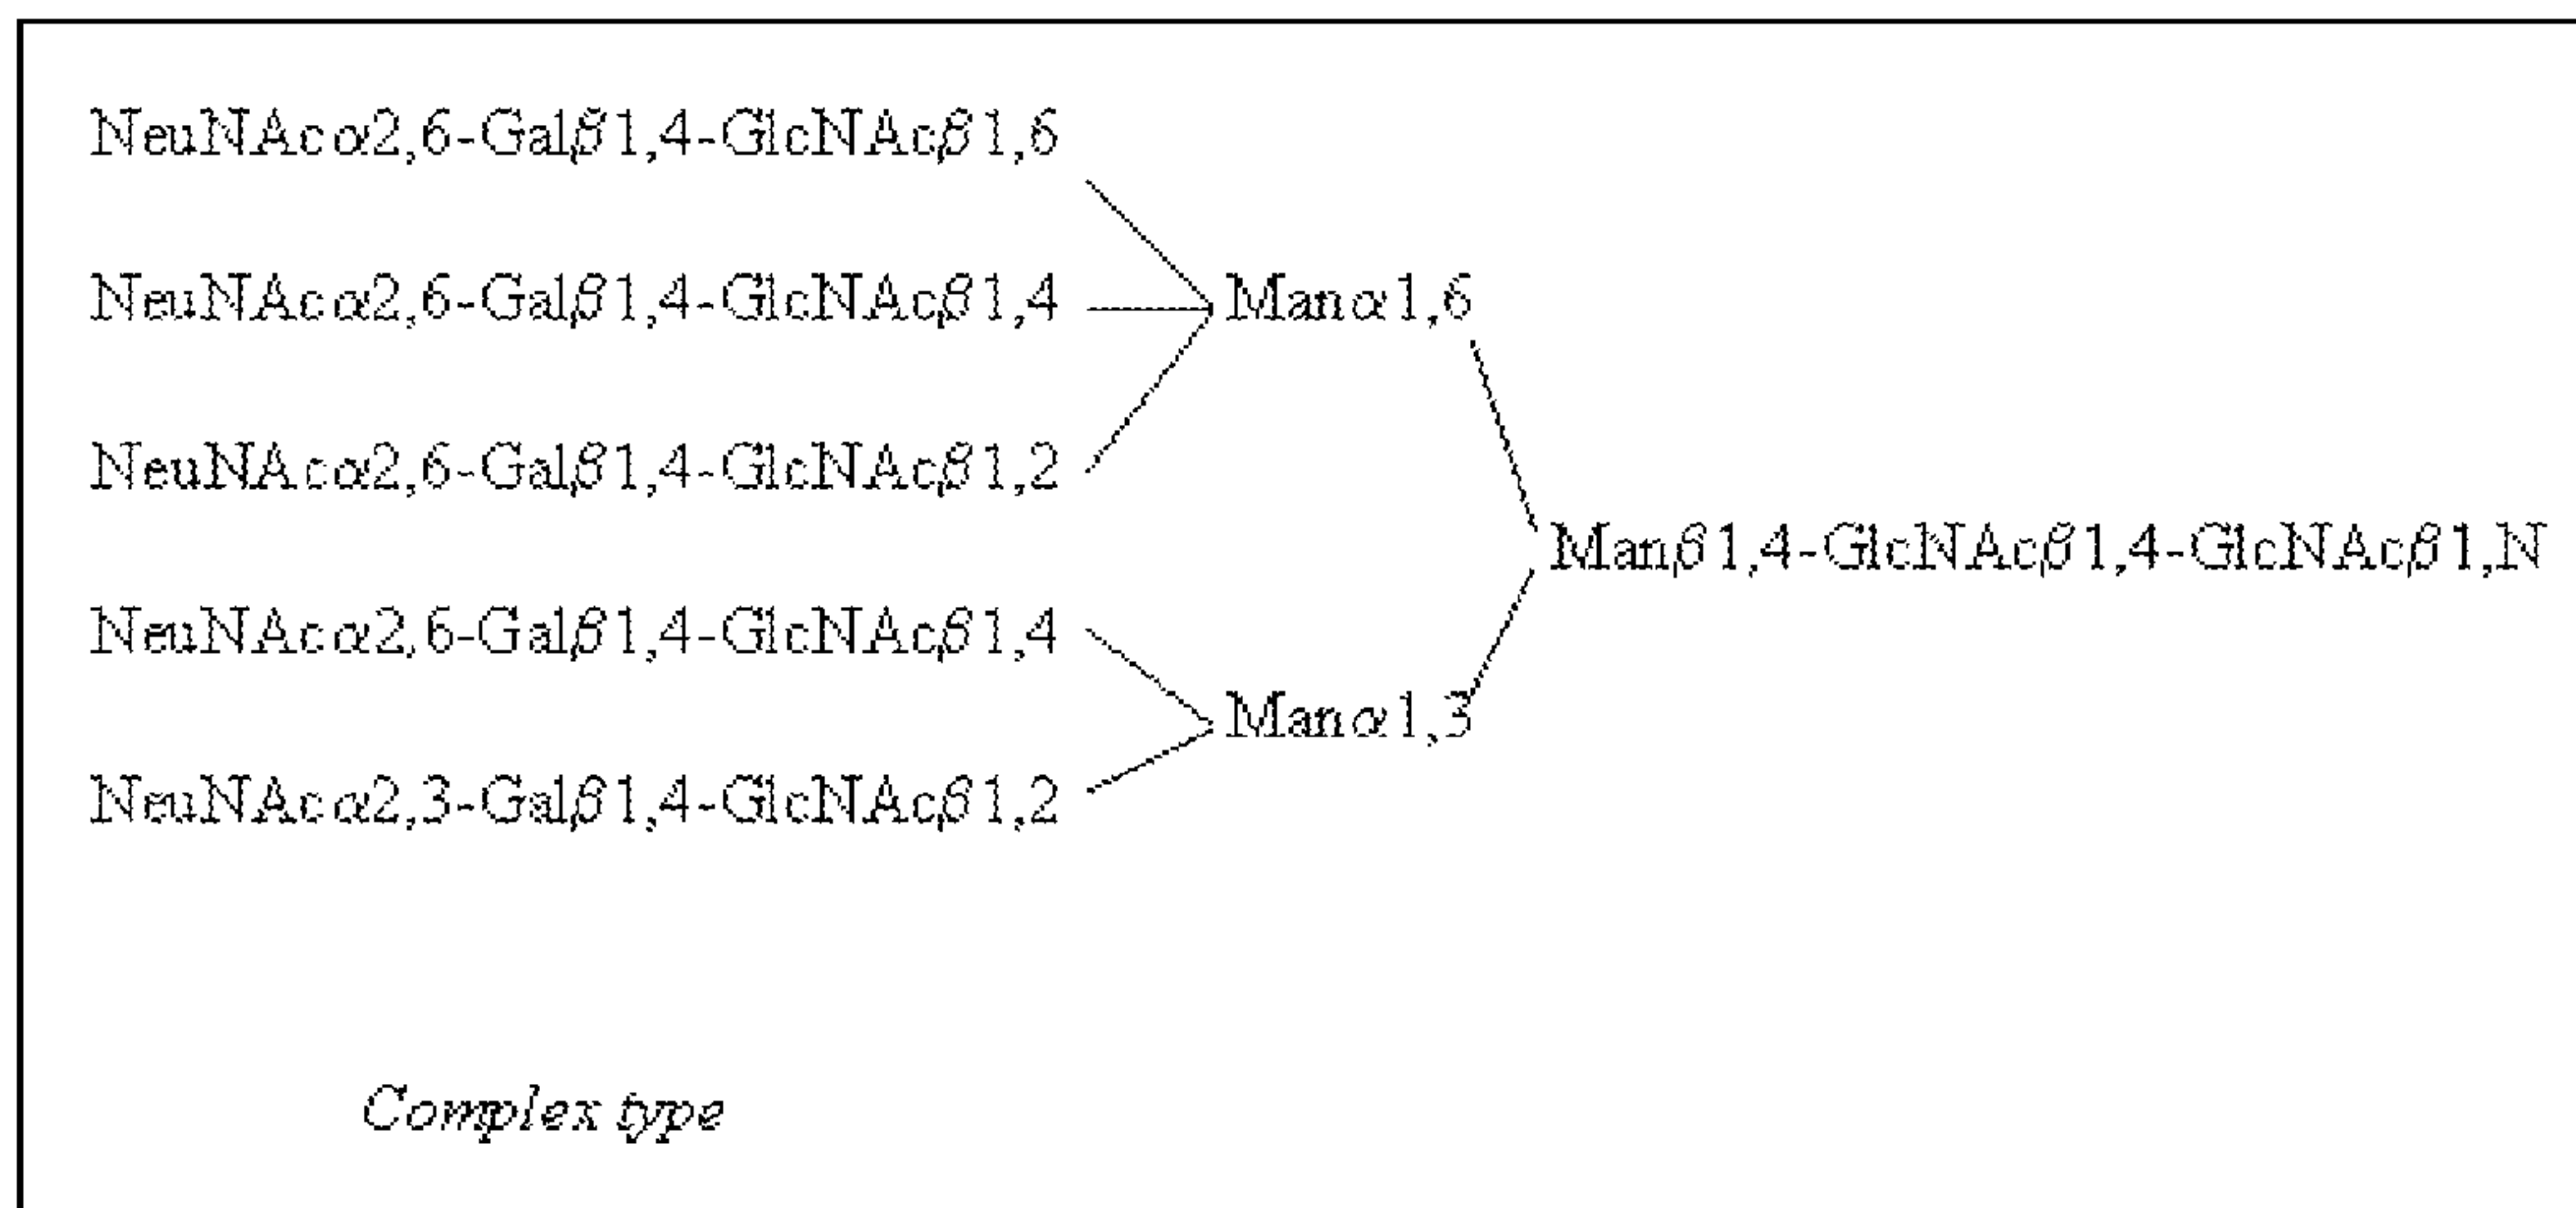 NeuNAcα2,6-Galβ1,4-GlcNAcβ1,6
NeuNAcα2,6-Galβ1,4-GlcNAcβ1,4
Manα1,6
NeuNAcα2,6-Galβ1,4-GlcNAcβ1,2
Manβ1,4-GlcNAcβ1,4-GlcNAcβ1,N
NeuNAcα2,6-Galβ1,4-GlcNAcβ1,4
Manα1,3
NeuNAcα2,3-Galβ1,4-GlcNAcβ1,2
Complex type